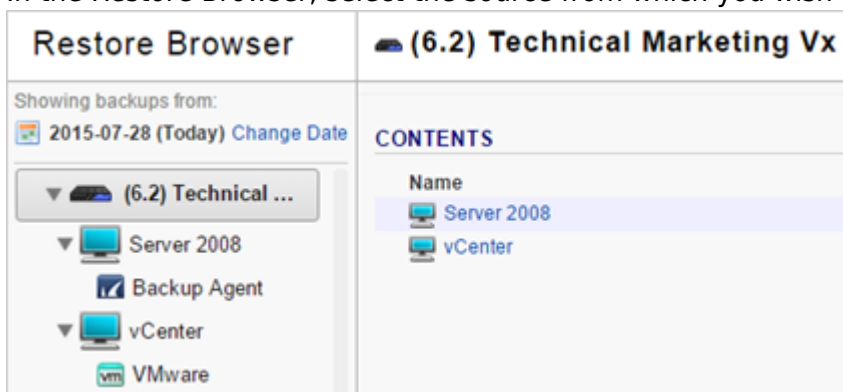 in the Restore Browser, select the source from which you wish
Restore Browser
Showing backups from:
2015-07-28 (Today) Change Date
(6.2) Technical ...
Server 2008
Backup Agent
vCenter
VMware
(6.2) Technical Marketing Vx
CONTENTS
Name
Server 2008
vCenter